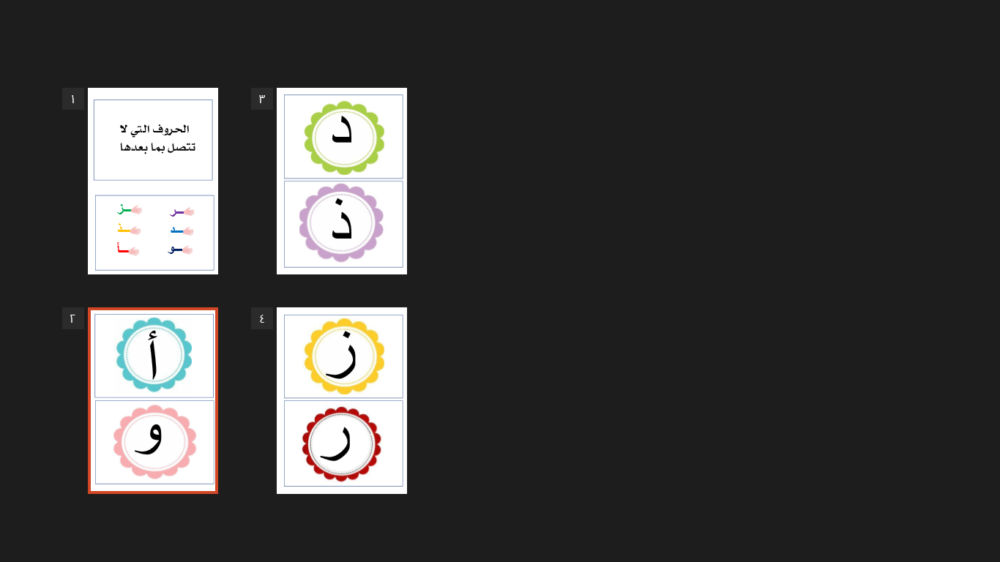 ١
الحروف التي لا
تتصل بما بعدها
ـر ـز
ـد ـذ
ـو ـأ
٢
أ
و
٣
د
ذ
٤
ز
ر